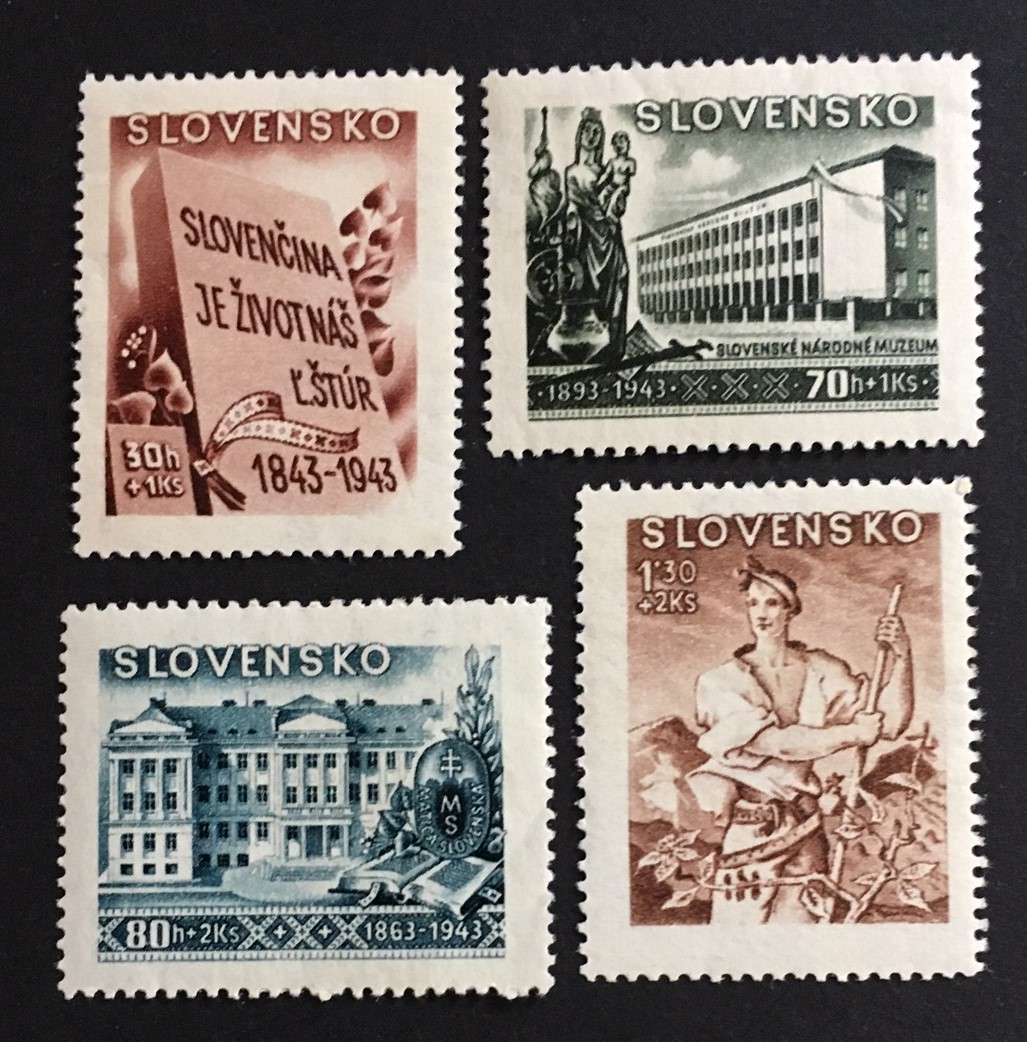 SLOVENSKO
SLOVENČINA
JE ŽIVOT NÁŠ
Ľ.ŠTÚR
30h
+1Ks
1843-1943
SLOVENSKO
SLOVENSKÉ NÁRODNÉ MUZEUM
·1893-1943· 70h+1Ks·
SLOVENSKO
MS
MATICA SLOVENSKÁ
80h+2Ks 1863-1943
SLOVENSKO
1·30
+2Ks